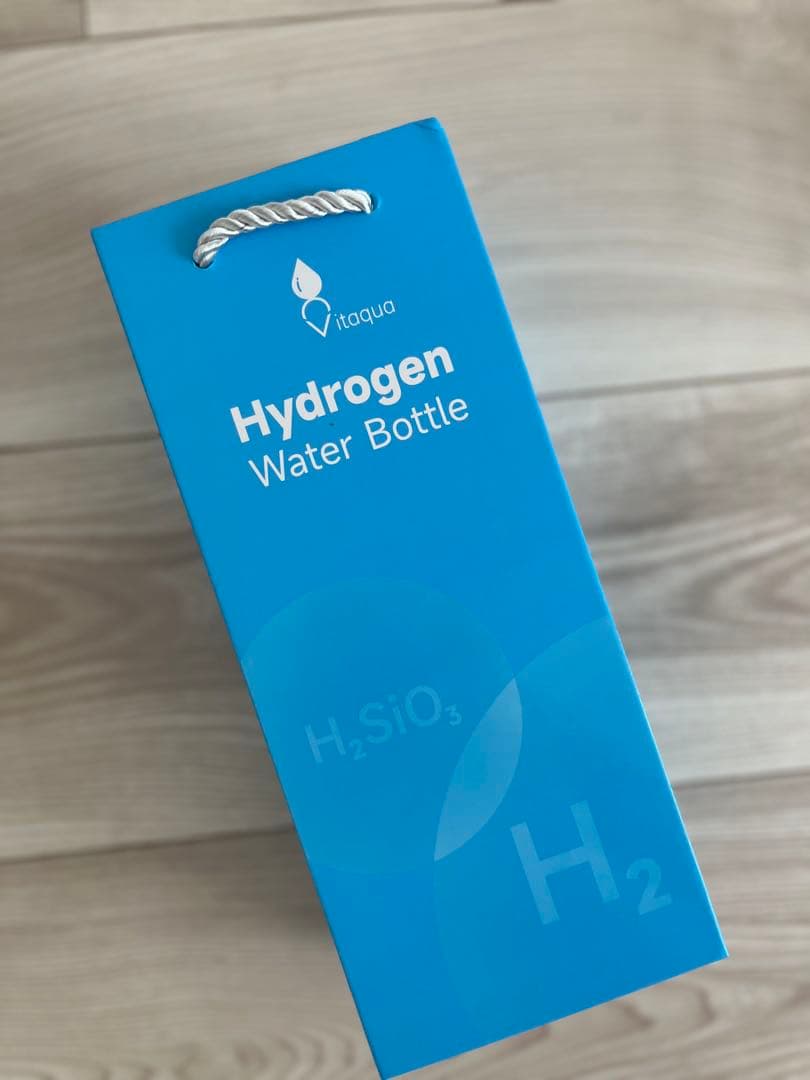 Vitaqua
Hydrogen
Water Bottle
H₂SiO₃
H₂